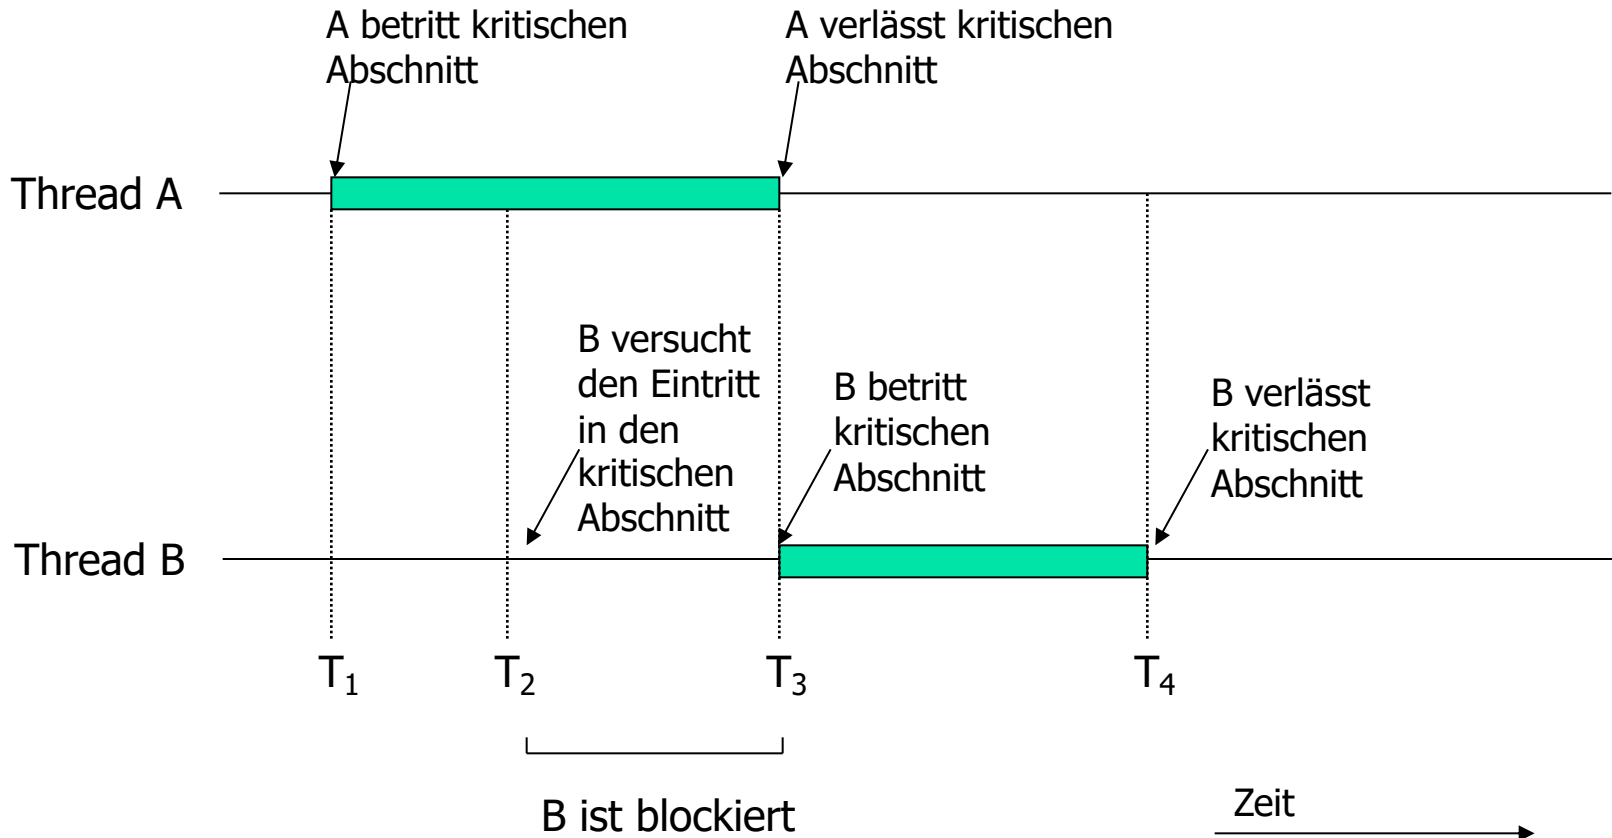 A betritt kritischen
Abschnitt
A verlässt kritischen
Abschnitt
Thread A
B versucht
den Eintritt
in den
kritischen
Abschnitt
B betritt
kritischen
Abschnitt
B verlässt
kritischen
Abschnitt
Thread B
T₁
T₂
T₃
T₄
B ist blockiert
Zeit